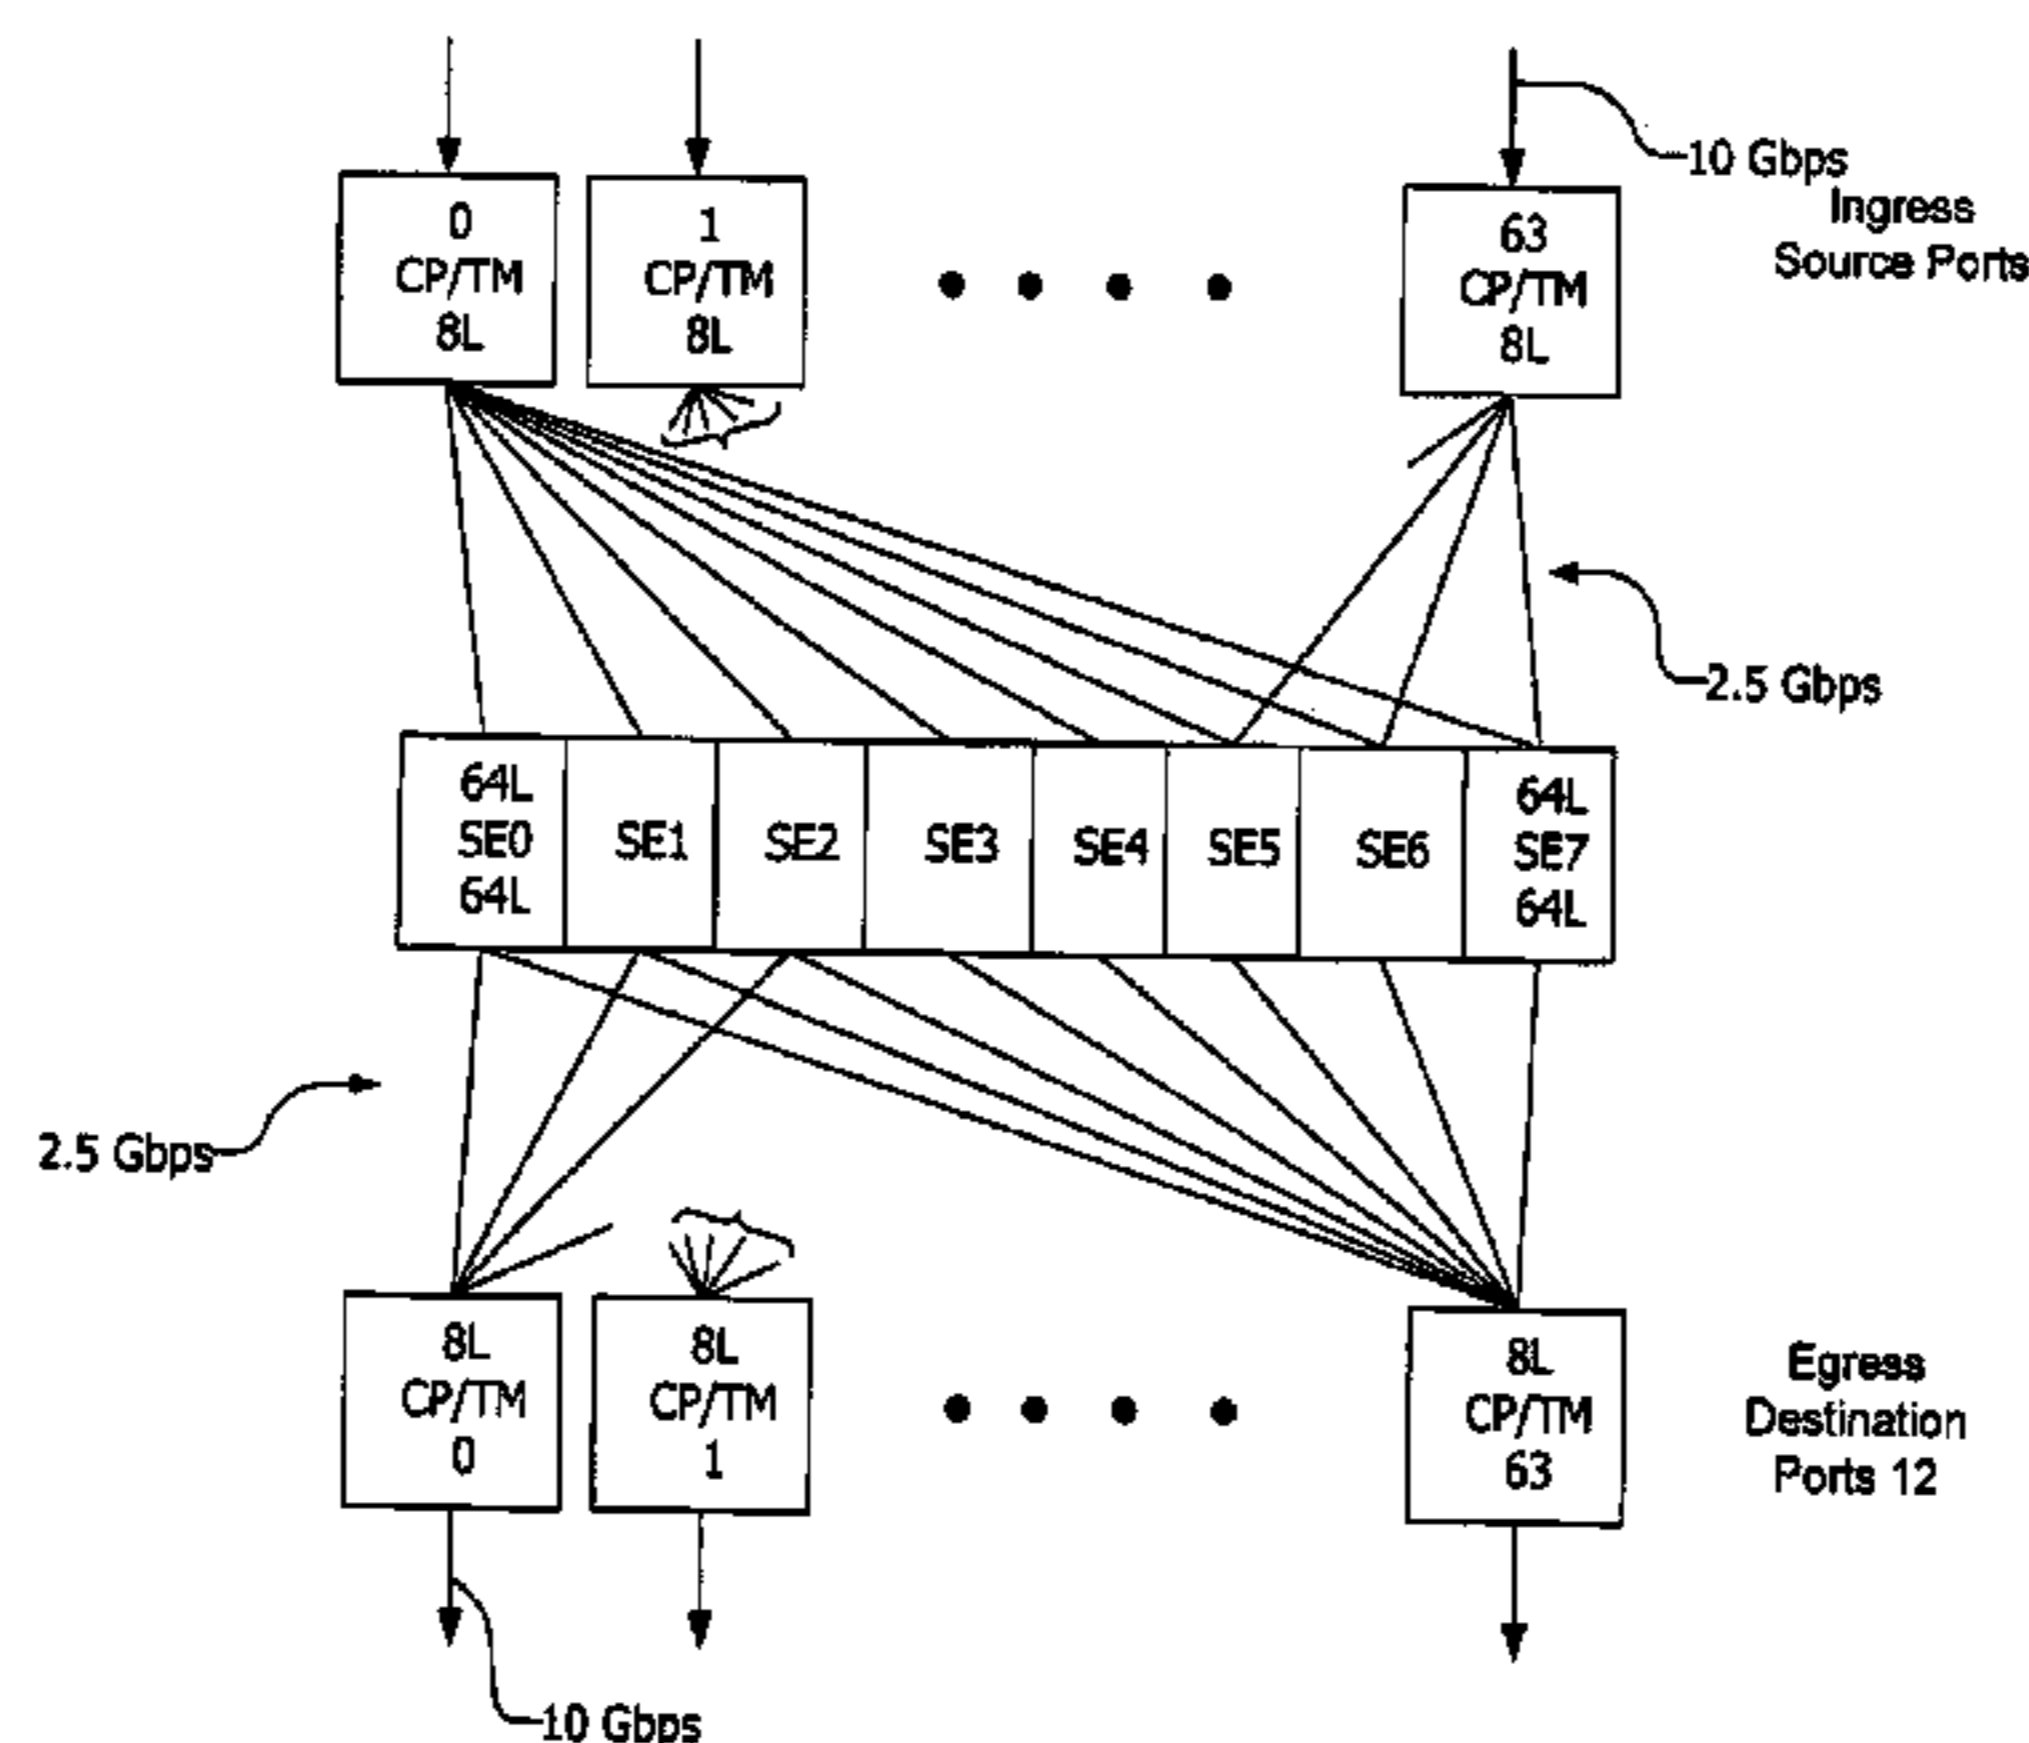 10 Gbps
Ingress
Source Ports
0
CP/TM
8L
1
CP/TM
8L
63
CP/TM
8L
2.5 Gbps
64L
SE0
64L
SE1
SE2
SE3
SE4
SE5
SE6
64L
SE7
64L
2.5 Gbps
8L
CP/TM
0
8L
CP/TM
1
8L
CP/TM
63
Egress
Destination
Ports 12
10 Gbps